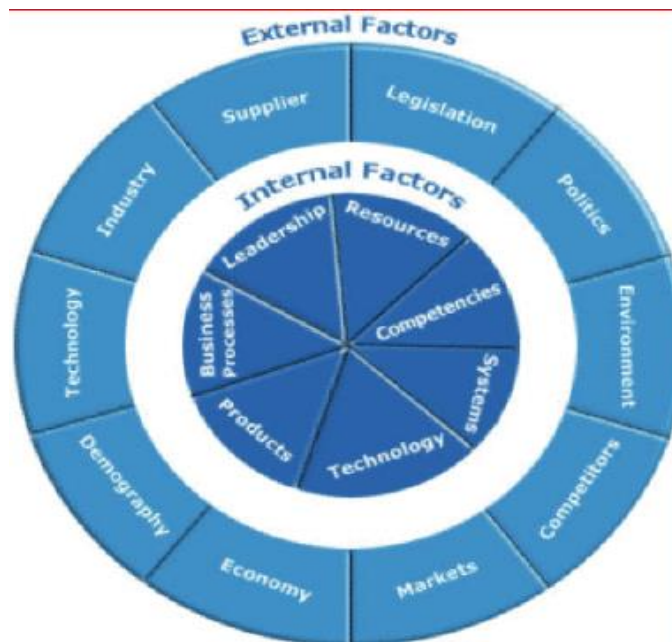 External Factors
Supplier
Legislation
Politics
Environment
Competitors
Markets
Economy
Demography
Technology
Industry
Internal Factors
Leadership
Resources
Competencies
Systems
Technology
Products
Business
Processes